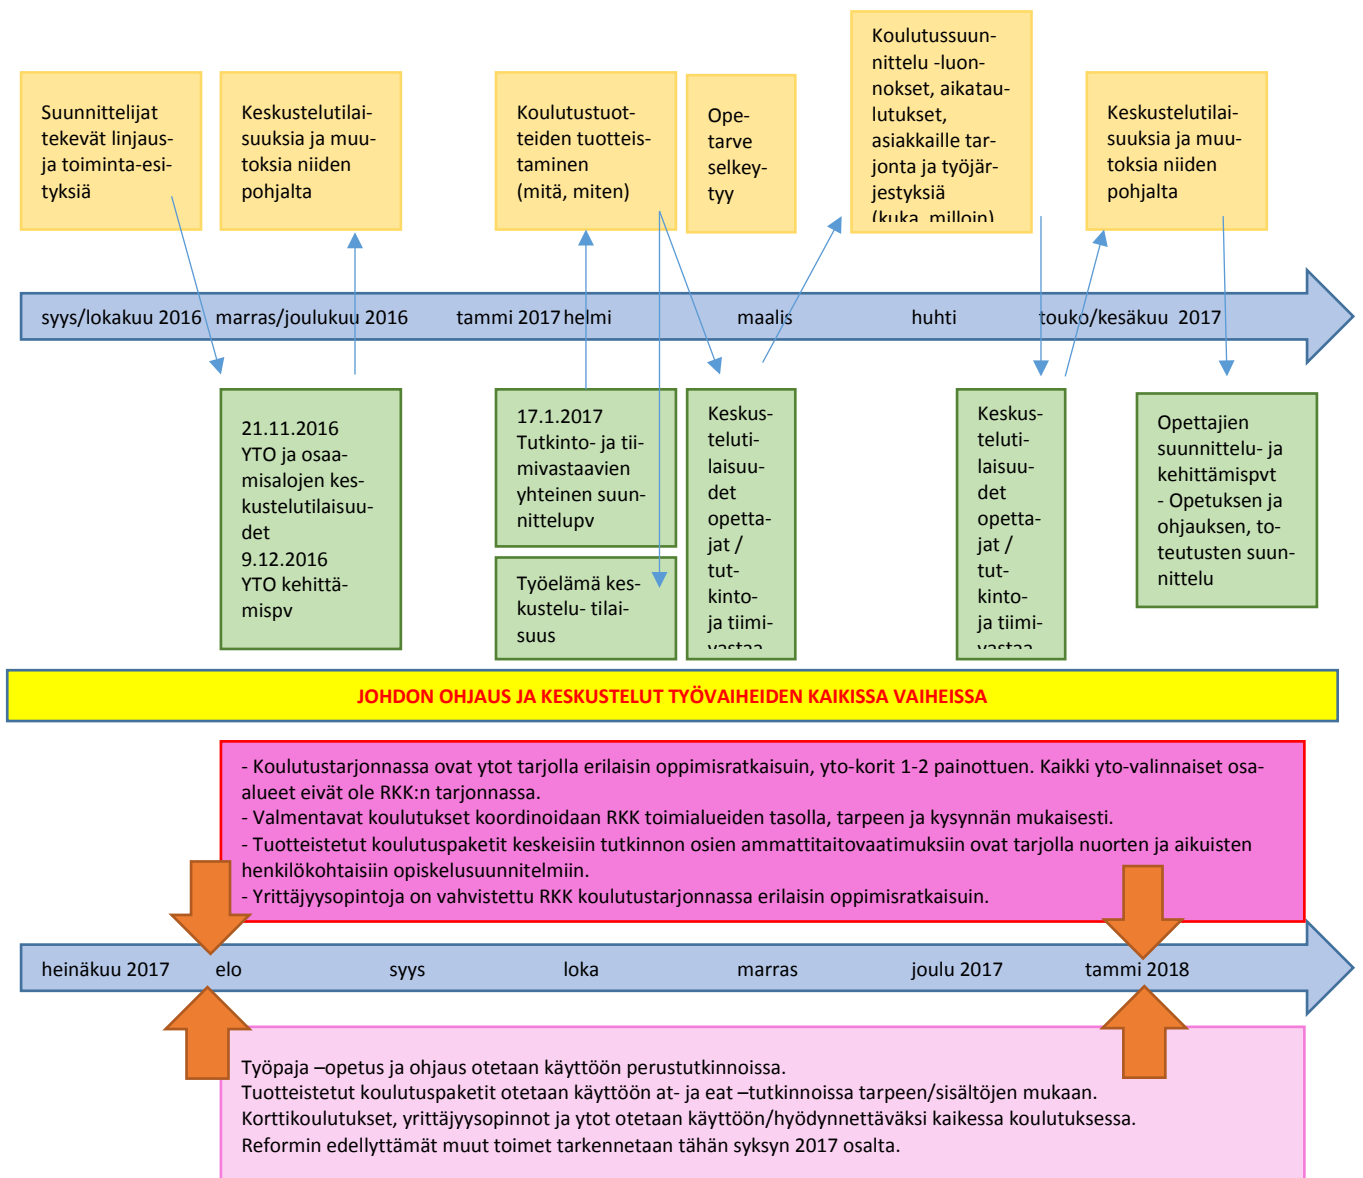 Suunnittelijat
tekevät linjaus-
ja toiminta-esi-
tyksiä
Keskustelutilai-
suuksia ja muu-
toksia niiden
pohjalta
Koulutustuot-
teiden tuotteis-
taminen
(mitä, miten)
Ope-
tarve
selkey-
tyy
Koulutussuun-
nittelu -luon-
nokset, aikatau-
lutukset,
asiakkaille tar-
jonta ja työjär-
jestyksiä
(kuka, milloin)
Keskustelutilai-
suuksia ja muu-
toksia niiden
pohjalta
syys/lokakuu 2016 marras/joulukuu 2016 tammi 2017 helmi maalis huhti touko/kesäkuu 2017
21.11.2016
YTO ja osaa-
misalojen kes-
kustelutilaisuu-
det
9.12.2016
YTO kehittä-
mispv
17.1.2017
Tutkinto- ja tii-
mivastaavien
yhteinen suun-
nittelupv
Työelämä kes-
kustelu- tilai-
suus
Keskus-
teluti-
laisuu-
det
opetta-
jat /
tut-
kinto-
ja tiimi-
vastaa
Keskus-
teluti-
laisuu-
det
opetta-
jat /
tut-
kinto-
ja tiimi-
vastaa
Opettajien
suunnittelu- ja
kehittämispvt
- Opetuksen ja
ohjauksen, to-
teutusten suun-
nittelu
JOHDON OHJAUS JA KESKUSTELUT TYÖVAIHEIDEN KAIKISSA VAIHEISSA
- Koulutustarjonnassa ovat ytot tarjolla erilaisin oppimisratkaisuin, yto-korit 1-2 painottuen. Kaikki yto-valinnaiset osa-
alueet eivät ole RKK:n tarjonnassa.
- Valmentavat koulutukset koordinoidaan RKK toimialueiden tasolla, tarpeen ja kysynnän mukaisesti.
- Tuotteistetut koulutuspaketit keskeisiin tutkinnon osien ammattitaitovaatimuksiin ovat tarjolla nuorten ja aikuisten
henkilökohtaisiin opiskelusuunnitelmiin.
- Yrittäjyysopintoja on vahvistettu RKK koulutustarjonnassa erilaisin oppimisratkaisuin.
heinäkuu 2017 elo syys loka marras joulu 2017 tammi 2018
Työpaja –opetus ja ohjaus otetaan käyttöön perustutkinnoissa.
Tuotteistetut koulutuspaketit otetaan käyttöön at- ja eat –tutkinnoissa tarpeen/sisältöjen mukaan.
Korttikoulutukset, yrittäjyysopinnot ja ytot otetaan käyttöön/hyödynnettäväksi kaikessa koulutuksessa.
Reformin edellyttämät muut toimet tarkennetaan tähän syksyn 2017 osalta.